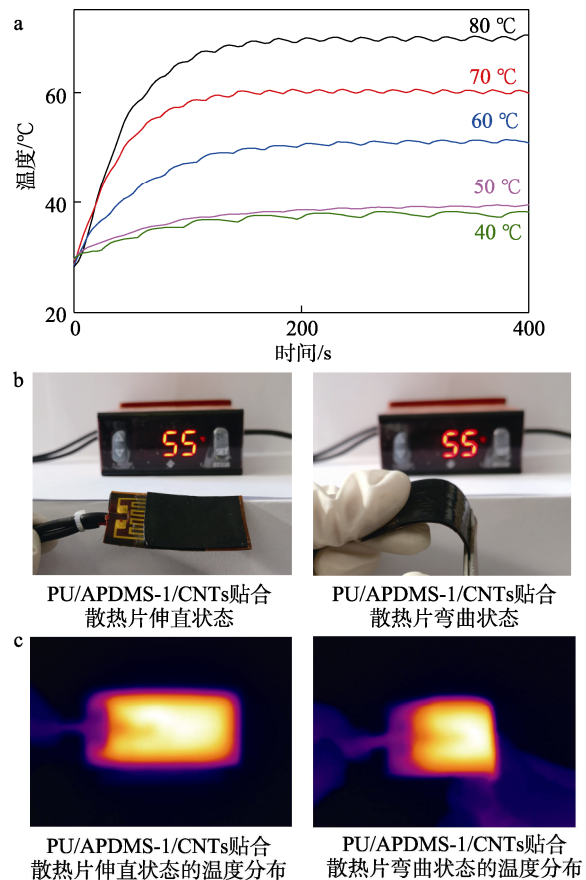 a
80 ℃
70 ℃
60 ℃
50 ℃
40 ℃
60
40
20
温度/℃
0
200
400
时间/s
b
55
55
PU/APDMS-1/CNTs贴合
散热片伸直状态
PU/APDMS-1/CNTs贴合
散热片弯曲状态
c
PU/APDMS-1/CNTs贴合
散热片伸直状态的温度分布
PU/APDMS-1/CNTs贴合
散热片弯曲状态的温度分布